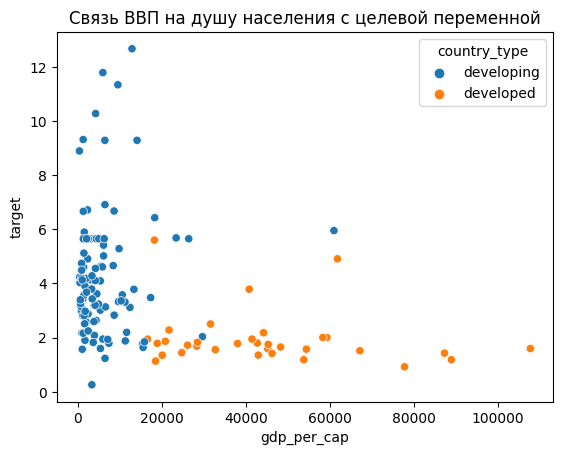 Связь ВВП на душу населения с целевой переменной
country_type
developing
developed
target
12
10
8
6
4
2
0
0
20000
40000
60000
80000
100000
gdp_per_cap